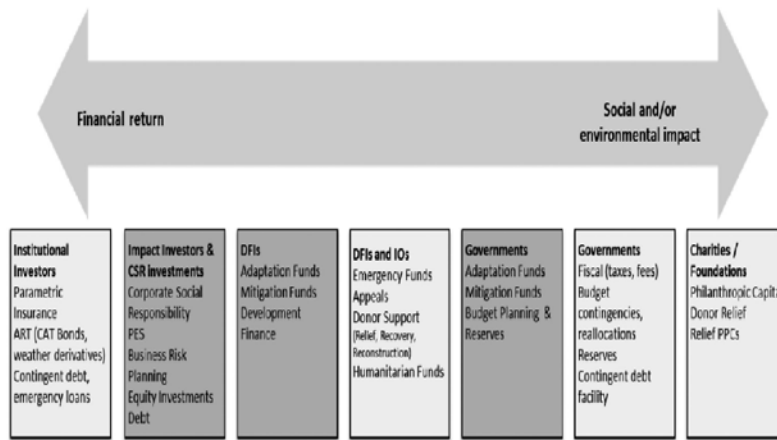 Financial return
Social and/or
environmental impact
Institutional
Investors
Parametric
Insurance
ART (CAT Bonds,
weather derivatives)
Contingent debt,
emergency loans
Impact Investors &
CSR investments
Corporate Social
Responsibility
PES
Business Risk
Planning
Equity Investments
Debt
DFIs
Adaptation Funds
Mitigation Funds
Development
Finance
DFIs and IOs
Emergency Funds
Appeals
Donor Support
(Relief, Recovery,
Reconstruction)
Humanitarian Funds
Governments
Adaptation Funds
Mitigation Funds
Budget Planning &
Reserves
Governments
Fiscal (taxes, fees)
Budget
contingencies,
reallocations
Reserves
Contingent debt
facility
Charities /
Foundations
Philanthropic Capita
Donor Relief
Relief PPCs